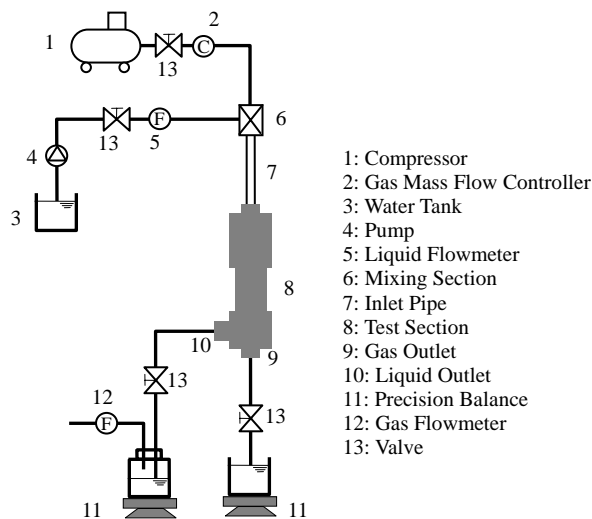 2
1
C
13
F
6
13
5
4
7
3
8
10
9
13
12
13
F
11
11
1: Compressor
2: Gas Mass Flow Controller
3: Water Tank
4: Pump
5: Liquid Flowmeter
6: Mixing Section
7: Inlet Pipe
8: Test Section
9: Gas Outlet
10: Liquid Outlet
11: Precision Balance
12: Gas Flowmeter
13: Valve